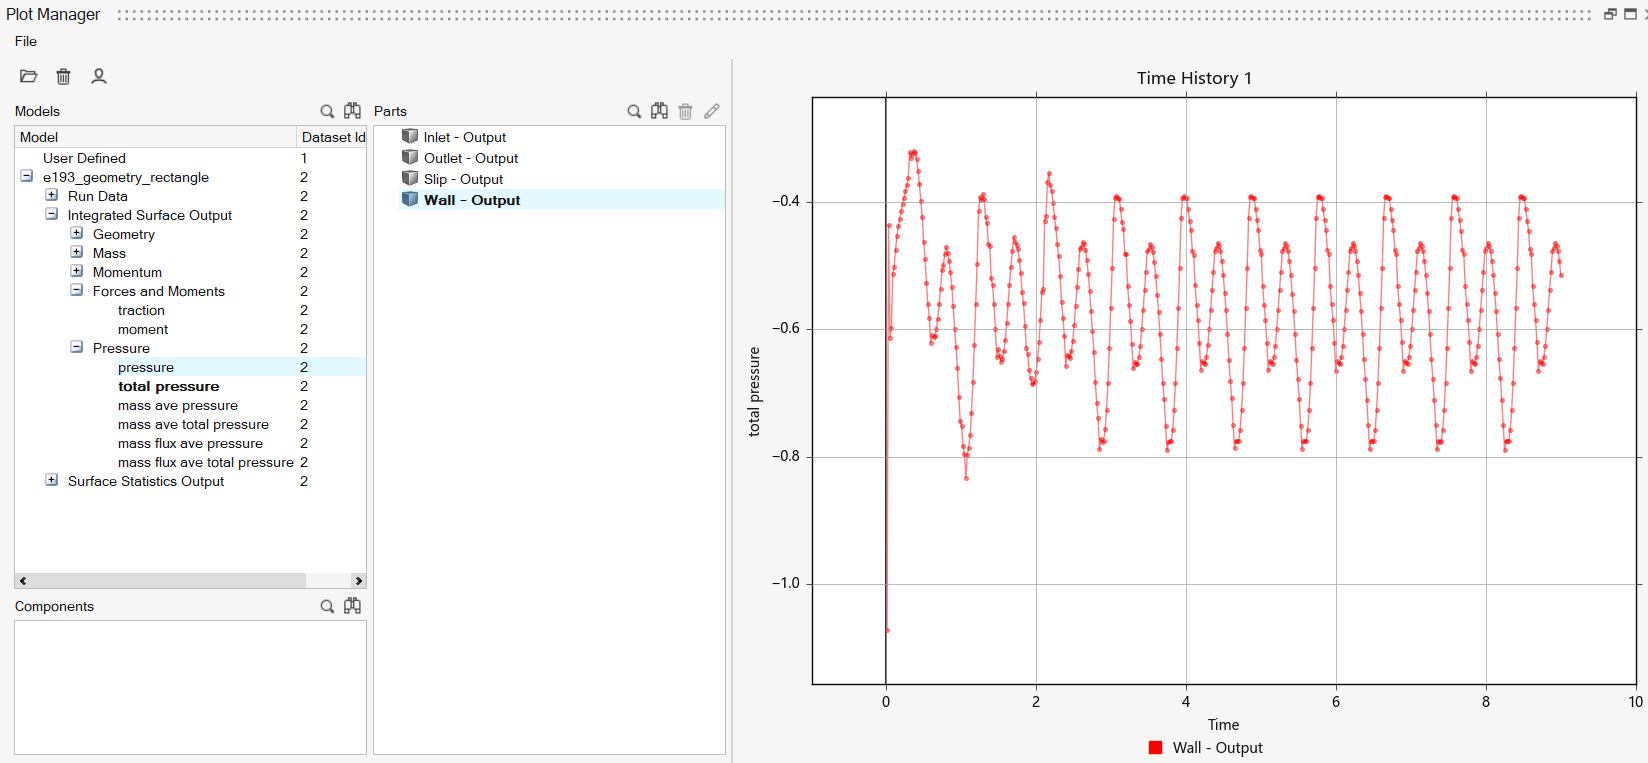 Plot Manager
File
Models
Model Dataset Id
User Defined 1
e193_geometry_rectangle 2
Run Data 2
Integrated Surface Output 2
Geometry 2
Mass 2
Momentum 2
Forces and Moments 2
traction 2
moment 2
Pressure 2
pressure 2
total pressure 2
mass ave pressure 2
mass ave total pressure 2
mass flux ave pressure 2
mass flux ave total pressure 2
Surface Statistics Output 2
Components
Parts
Inlet - Output
Outlet - Output
Slip - Output
Wall - Output
Time History 1
total pressure
−0.4
−0.6
−0.8
−1.0
0 2 4 6 8 10
Time
Wall - Output